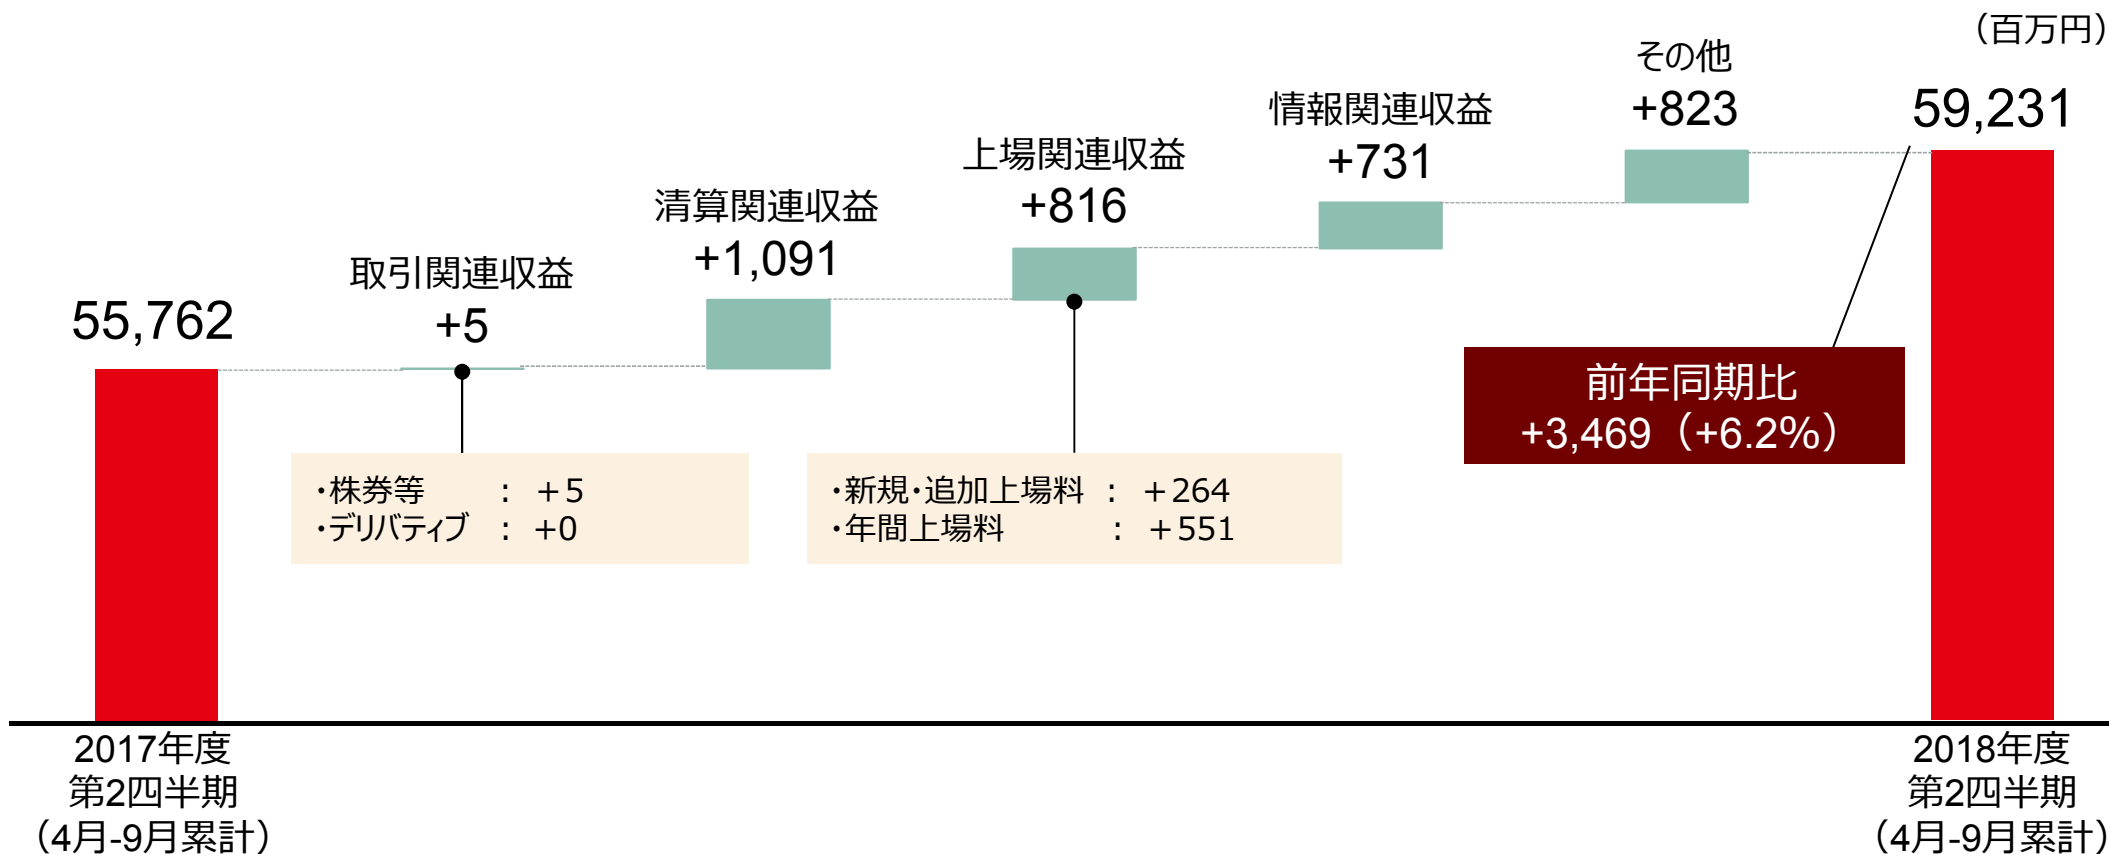 （百万円）
その他
+823
59,231
情報関連収益
+731
上場関連収益
+816
清算関連収益
+1,091
取引関連収益
+5
55,762
前年同期比
+3,469（+6.2%）
・株券等　　：＋5
・デリバティブ　：+0
・新規・追加上場料：＋264
・年間上場料　　　：＋551
2017年度
第2四半期
（4月-9月累計）
2018年度
第2四半期
（4月-9月累計）